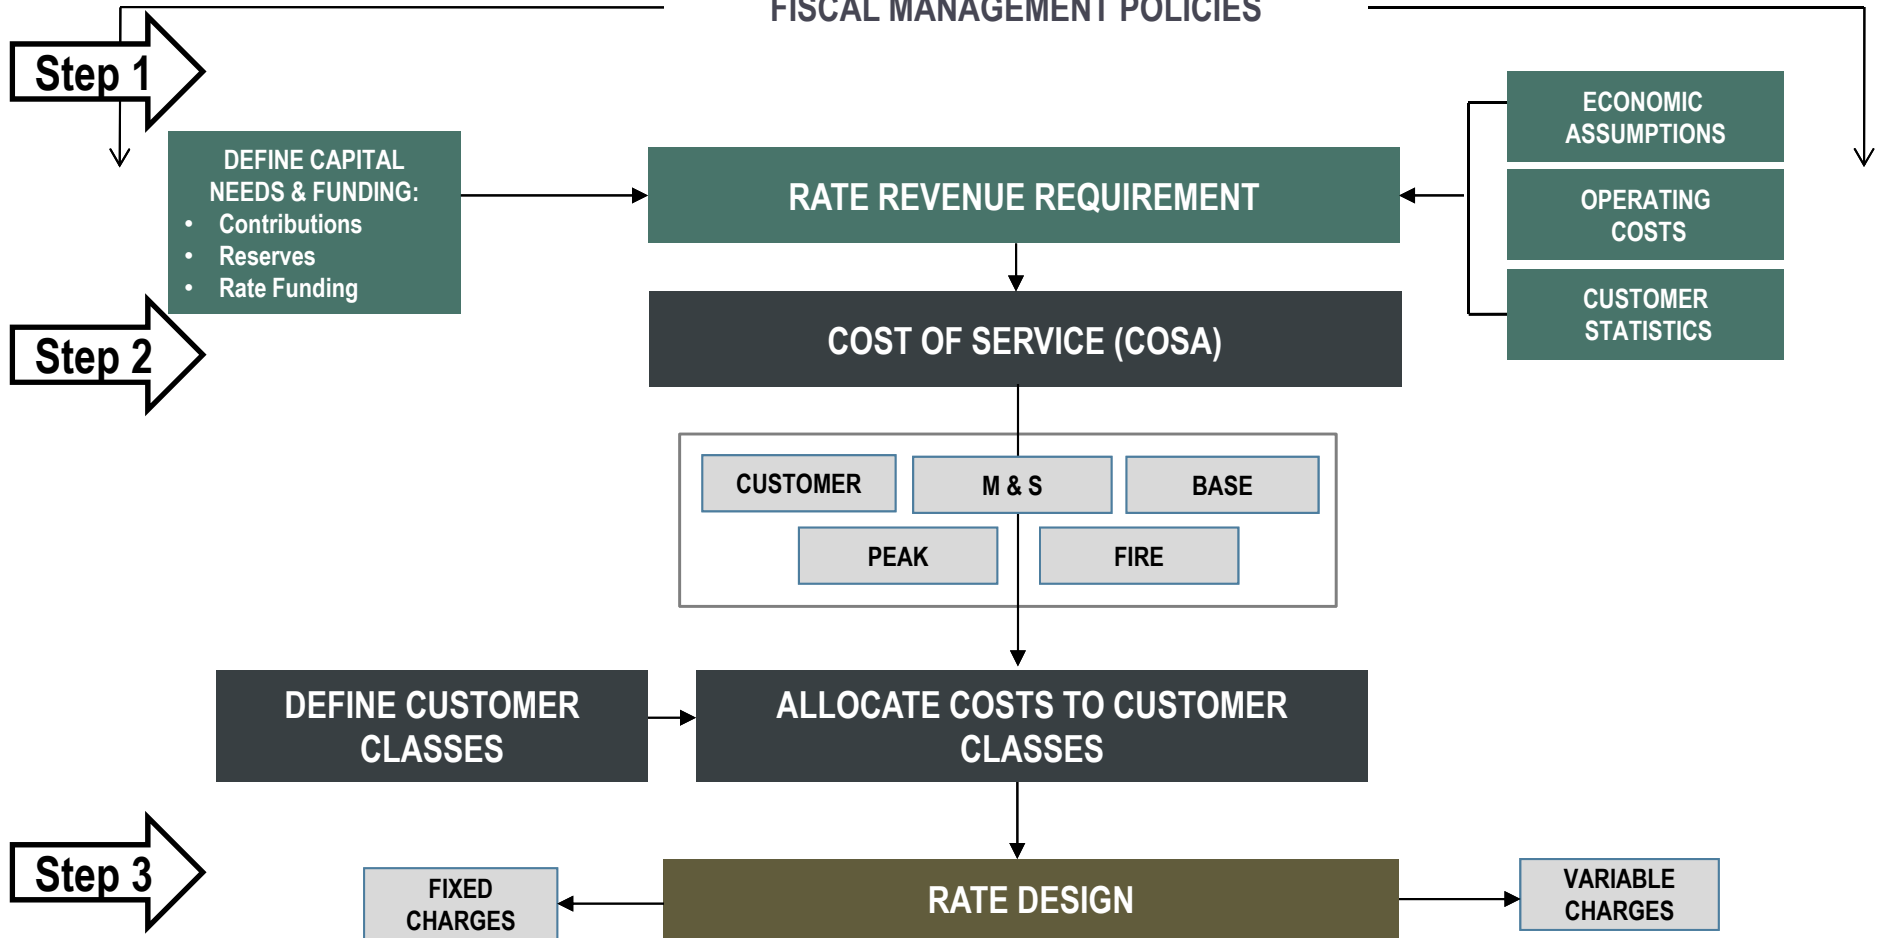 FISCAL MANAGEMENT POLICIES
Step 1
ECONOMIC
ASSUMPTIONS
DEFINE CAPITAL
NEEDS & FUNDING:
• Contributions
• Reserves
• Rate Funding
RATE REVENUE REQUIREMENT
OPERATING
COSTS
CUSTOMER
STATISTICS
Step 2
COST OF SERVICE (COSA)
CUSTOMER
M & S
BASE
PEAK
FIRE
DEFINE CUSTOMER
CLASSES
ALLOCATE COSTS TO CUSTOMER
CLASSES
Step 3
FIXED
CHARGES
RATE DESIGN
VARIABLE
CHARGES